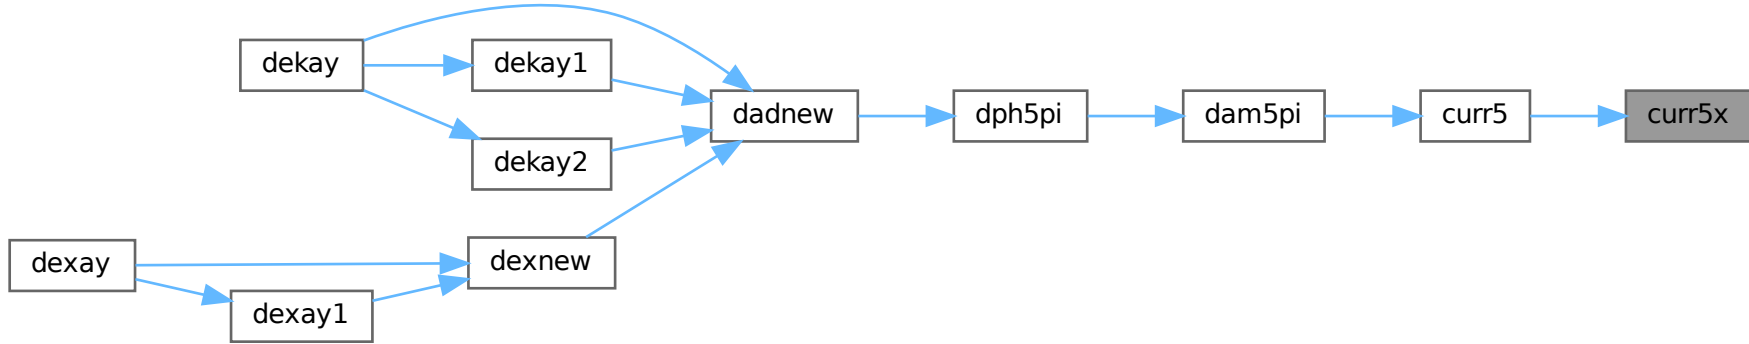 dekay
dekay1
dekay2
dadnew
dph5pi
dam5pi
curr5
curr5x
dexay
dexay1
dexnew